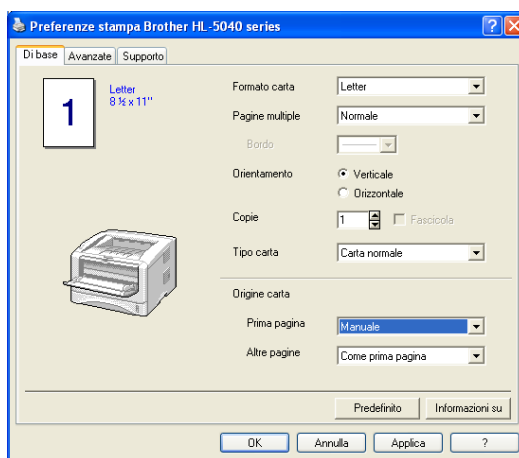 Preferenze stampa Brother HL-5040 series
Di base Avanzate Supporto
1
Letter
8 ½ x 11"
Formato carta Letter
Pagine multiple Normale
Bordo
Orientamento Verticale
Orizzontale
Copie 1 Fascicola
Tipo carta Carta normale
Origine carta
Prima pagina Manuale
Altre pagine Come prima pagina
Predefinito Informazioni su
OK Annulla Applica ?